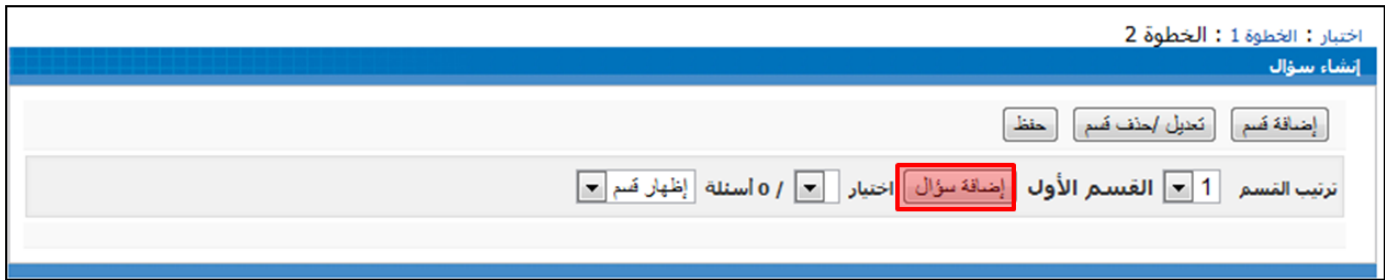 اختبار : الخطوة 1 : الخطوة 2
إنشاء سؤال
إضافة قسم تعديل /حذف قسم حفظ
ترتيب القسم 1 القسم الأول إضافة سؤال اختيار / 0 أسئلة إظهار قسم